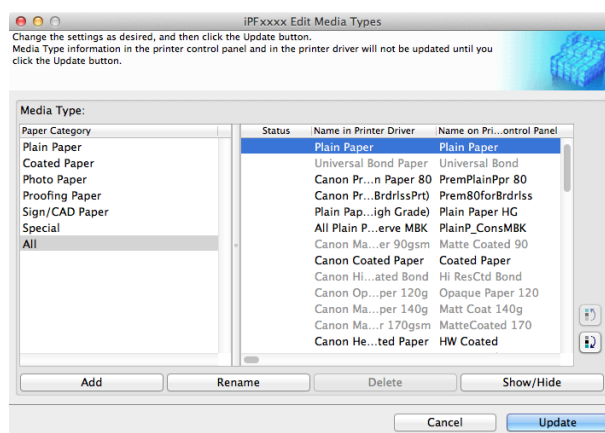 iPFxxxx Edit Media Types
Change the settings as desired, and then click the Update button.
Media Type information in the printer control panel and in the printer driver will not be updated until you
click the Update button.
Media Type:
Paper Category
Plain Paper
Coated Paper
Photo Paper
Proofing Paper
Sign/CAD Paper
Special
All
Status Name in Printer Driver Name on Pri...ontrol Panel
Plain Paper Plain Paper
Universal Bond Paper Universal Bond
Canon Pr...n Paper 80 PremPlainPpr 80
Canon Pr...BrdrlssPrt) Prem80forBrdrlss
Plain Pap...igh Grade) Plain Paper HG
All Plain P...erve MBK PlainP_ConsMBK
Canon Ma...er 90gsm Matte Coated 90
Canon Coated Paper Coated Paper
Canon Hi...ated Bond Hi ResCtd Bond
Canon Op...per 120g Opaque Paper 120
Canon Ma...per 140g Matt Coat 140g
Canon Ma...r 170gsm MatteCoated 170
Canon He...ted Paper HW Coated
Add Rename Delete Show/Hide
Cancel Update